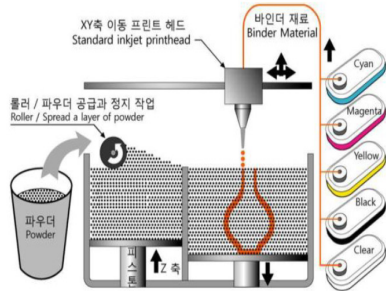 XY축 이동 프린트 헤드
Standard inkjet printhead
바인더 재료
Binder Material
롤러 / 파우더 공급과 정지 작업
Roller / Spread a layer of powder
파우더
Powder
피스톤
Z 축
Cyan
Magenta
Yellow
Black
Clear